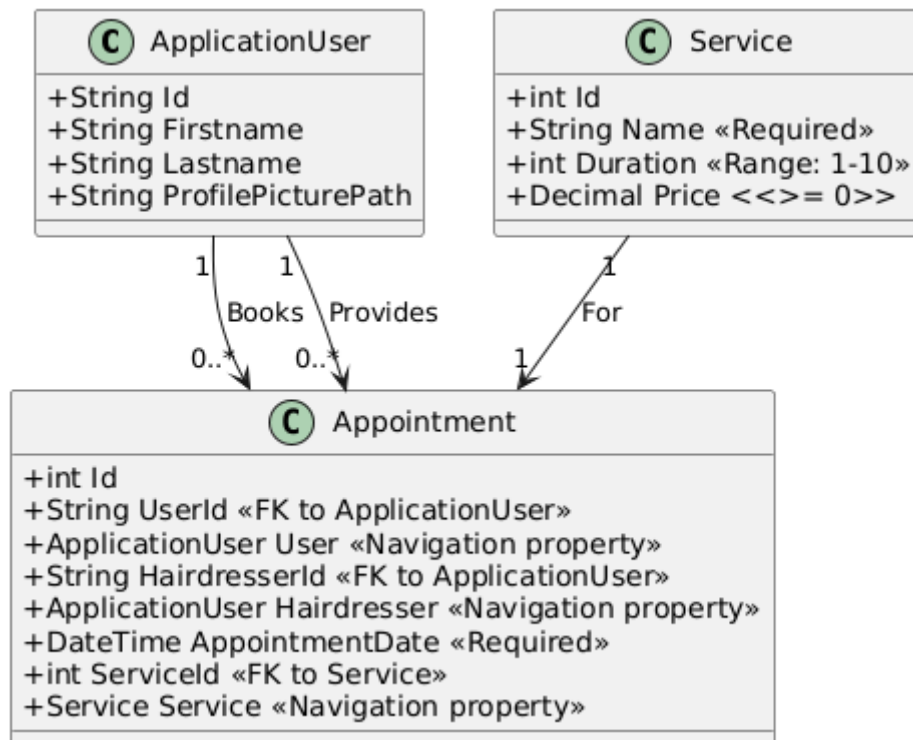 C ApplicationUser
+String Id
+String Firstname
+String Lastname
+String ProfilePicturePath
C Service
+int Id
+String Name «Required»
+int Duration «Range: 1-10»
+Decimal Price <<>= 0>>
1
1
1
Books
Provides
For
0..*
0..*
1
C Appointment
+int Id
+String UserId «FK to ApplicationUser»
+ApplicationUser User «Navigation property»
+String HairdresserId «FK to ApplicationUser»
+ApplicationUser Hairdresser «Navigation property»
+DateTime AppointmentDate «Required»
+int ServiceId «FK to Service»
+Service Service «Navigation property»